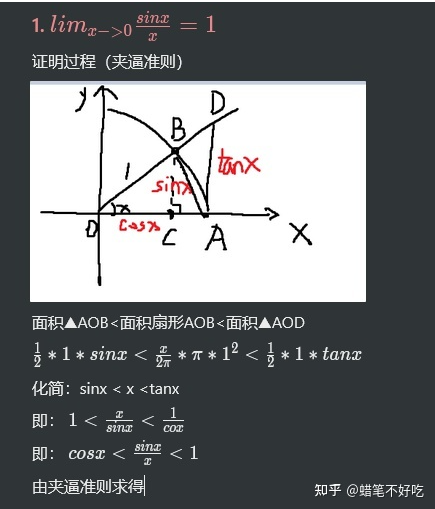 1. lim_{x->0} \frac{sinx}{x} = 1
证明过程（夹逼准则）
y
D
B
1
tanx
sinx
x
O
cosx
C
A
X
面积▲AOB<面积扇形AOB<面积▲AOD
\frac{1}{2} * 1 * sinx < \frac{x}{2π} * π * 1^2 < \frac{1}{2} * 1 * tanx
化简：sinx < x <tanx
即： 1 < \frac{x}{sinx} < \frac{1}{cox}
即： cosx < \frac{sinx}{x} < 1
由夹逼准则求得
知乎 @蜡笔不好吃